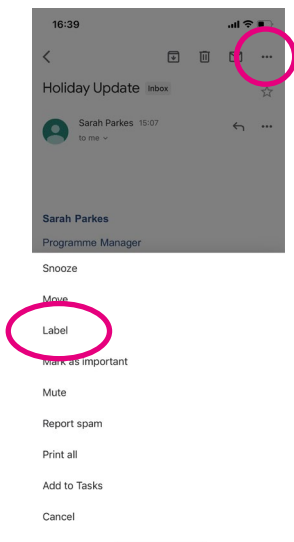 16:39
Holiday Update Inbox
Sarah Parkes 15:07
to me
Sarah Parkes
Programme Manager
Snooze
Move
Label
Mark as important
Mute
Report spam
Print all
Add to Tasks
Cancel